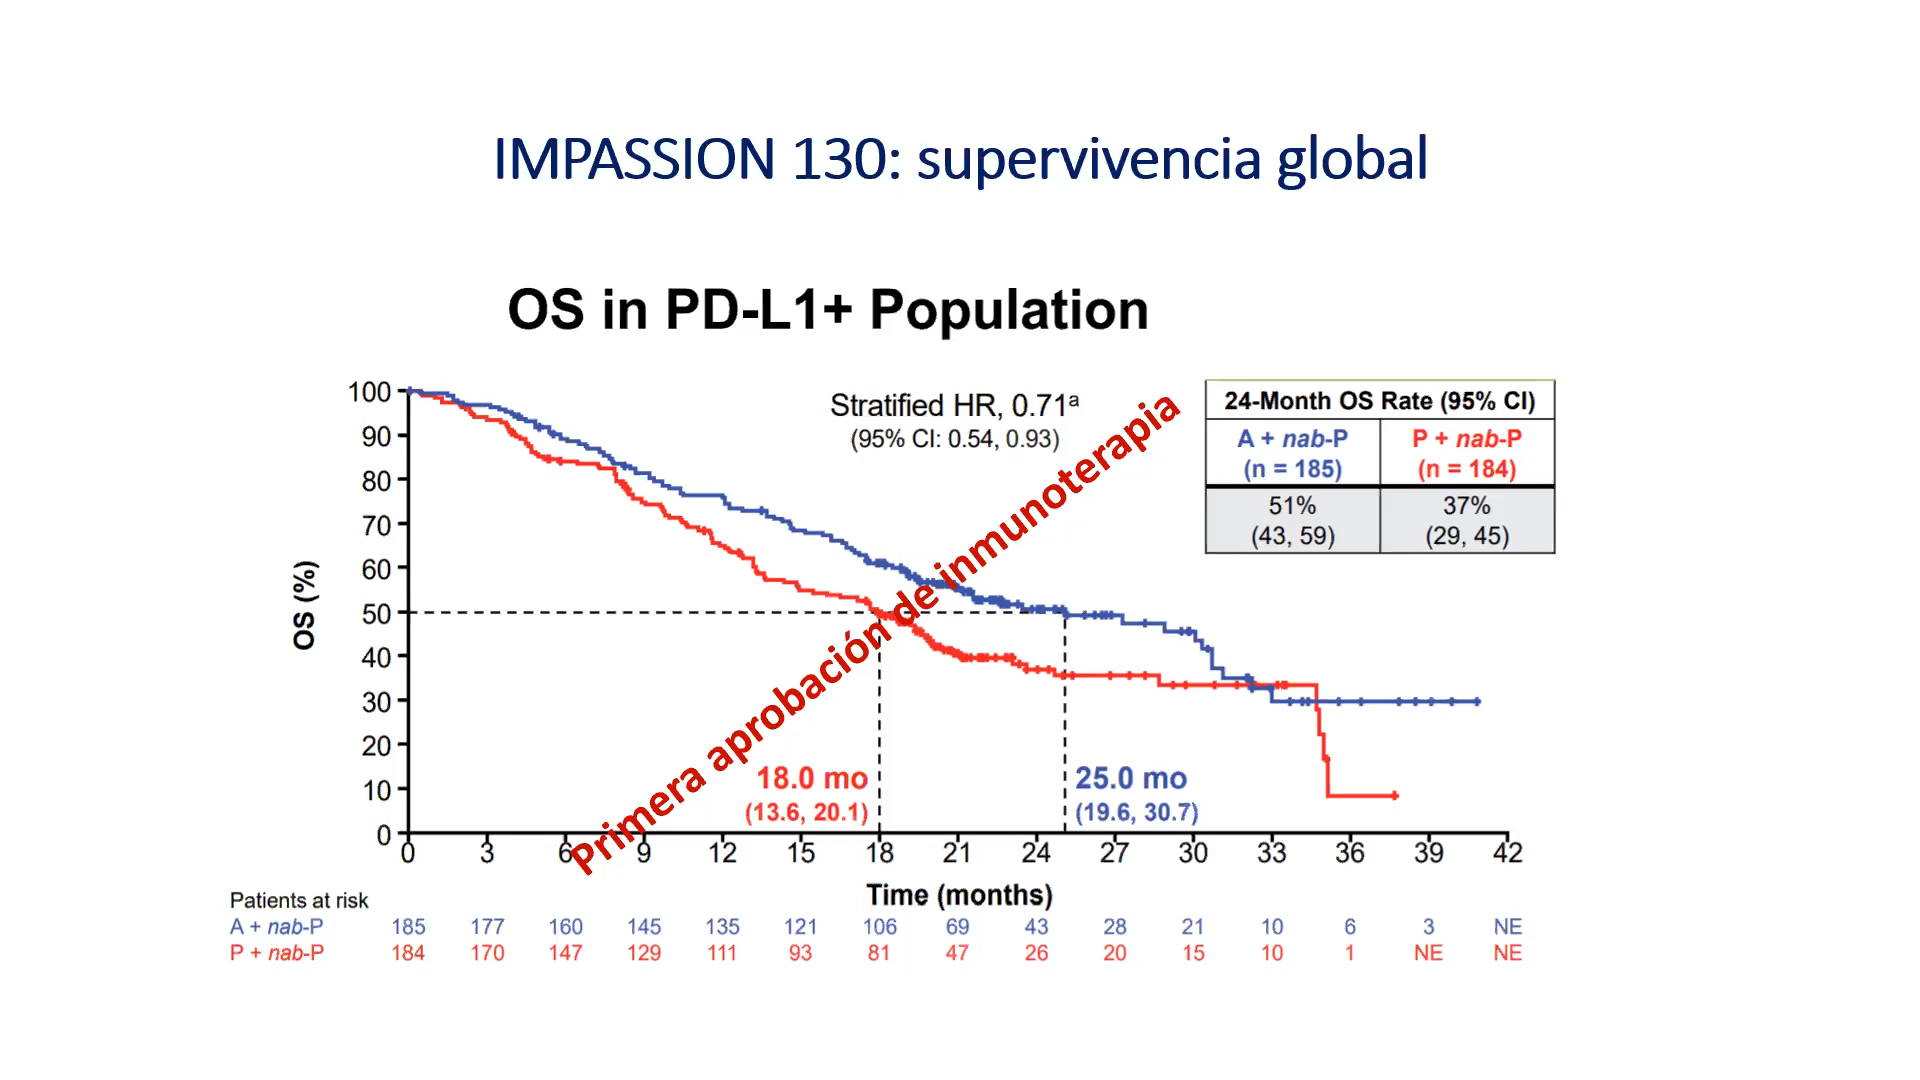 IMPASSION 130: supervivencia global
OS in PD-L1+ Population
Stratified HR, 0.71ᵃ
(95% CI: 0.54, 0.93)
24-Month OS Rate (95% CI)
A + nab-P P + nab-P
(n = 185) (n = 184)
51% 37%
(43, 59) (29, 45)
Primera aprobación de inmunoterapia
OS (%)
100
90
80
70
60
50
40
30
20
10
0
18.0 mo 25.0 mo
(13.6, 20.1) (19.6, 30.7)
0 3 6 9 12 15 18 21 24 27 30 33 36 39 42
Time (months)
Patients at risk
A + nab-P 185 177 160 145 135 121 106 69 43 28 21 10 6 3 NE
P + nab-P 184 170 147 129 111 93 81 47 26 20 15 10 1 NE NE